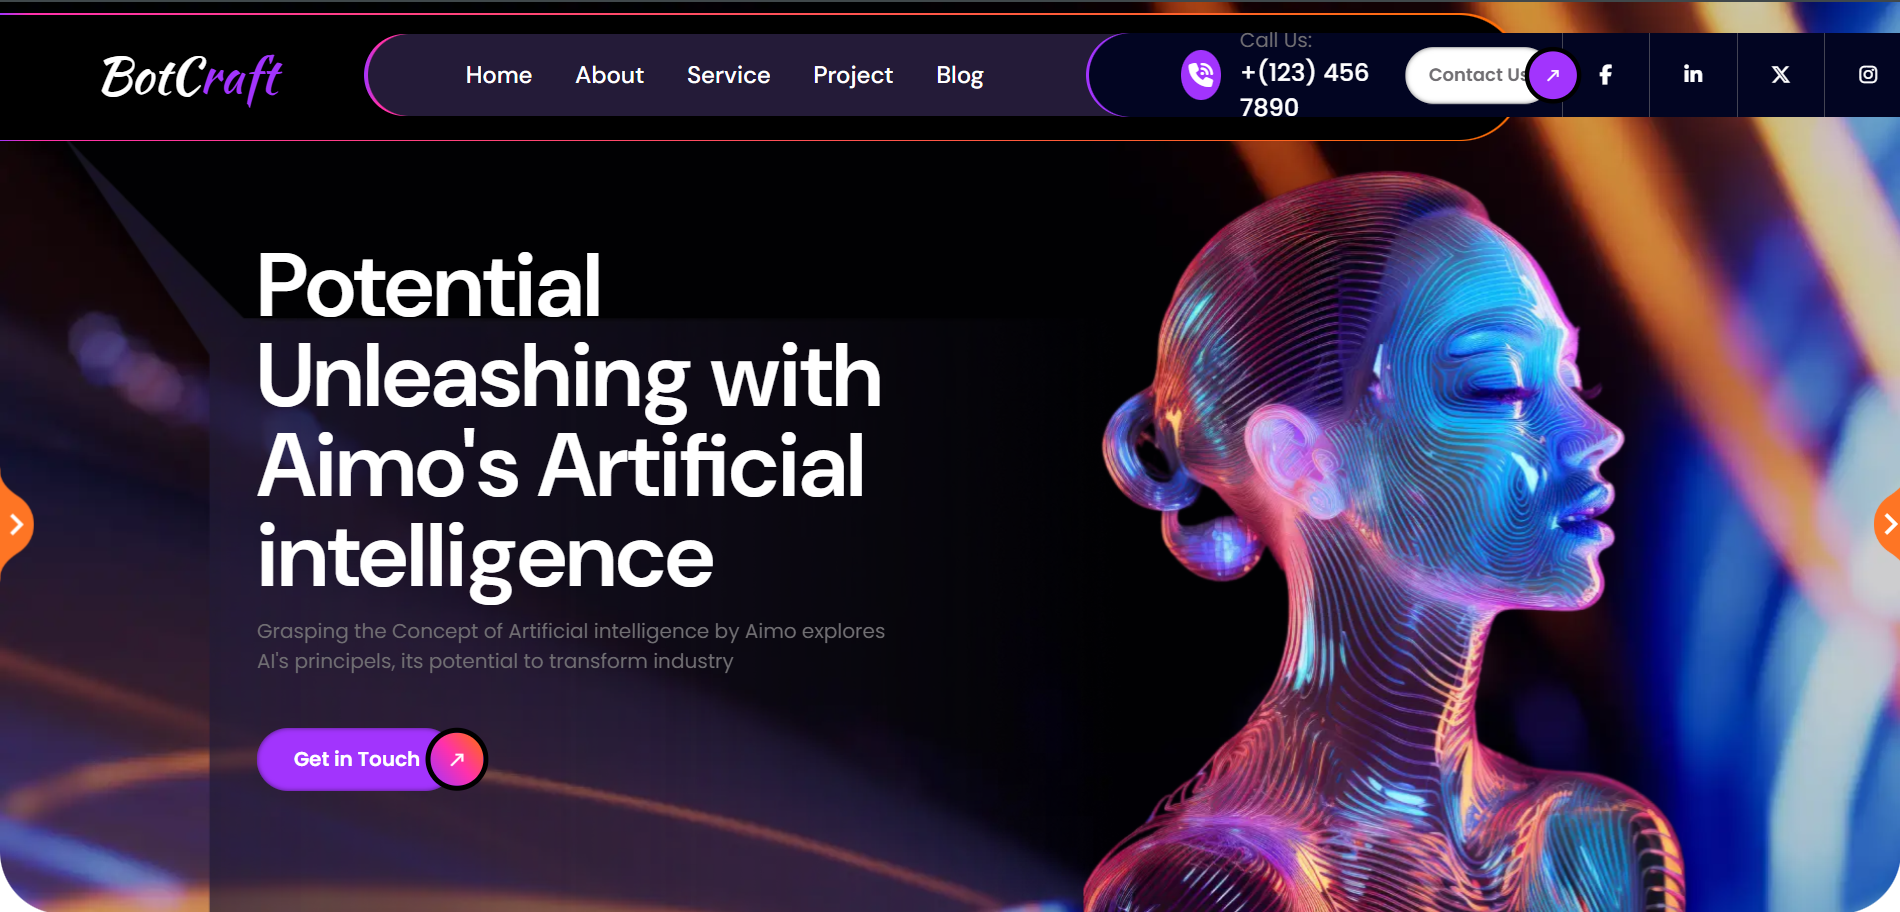 BotCraft
Home
About
Service
Project
Blog
Call Us:
+(123) 456
7890
Contact Us
Potential
Unleashing with
Aimo's Artificial
intelligence
Grasping the Concept of Artificial intelligence by Aimo explores
AI's principels, its potential to transform industry
Get in Touch